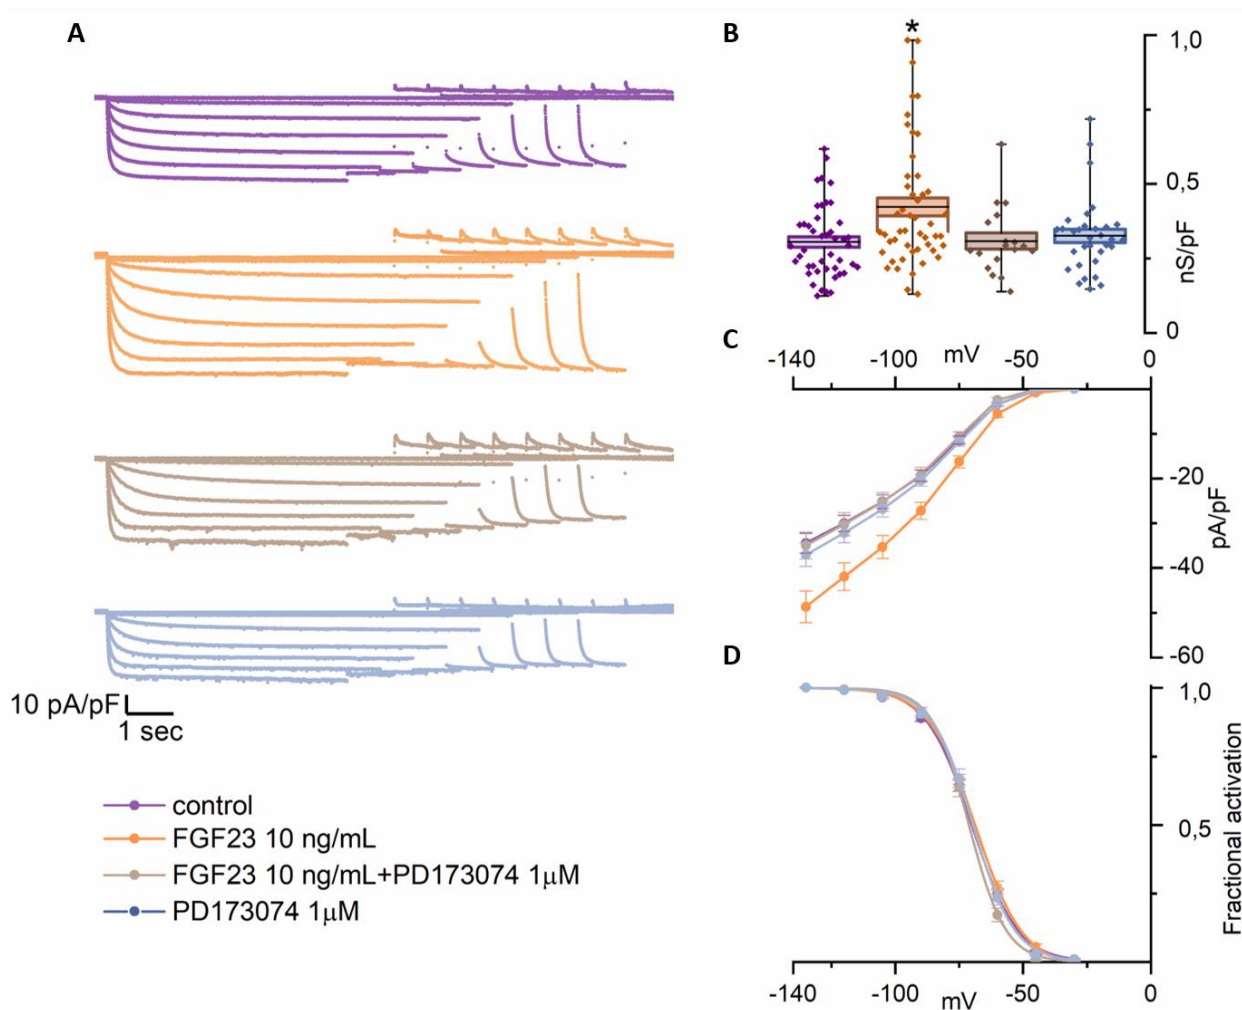 A
10 pA/pF
1 sec
control
FGF23 10 ng/mL
FGF23 10 ng/mL+PD173074 1μM
PD173074 1μM
B
*
1,0
0,5
0
nS/pF
C
-140
-100
mV
-50
0
-20
-40
-60
pA/pF
D
1,0
0,5
Fractional activation
-140
-100
mV
-50
0